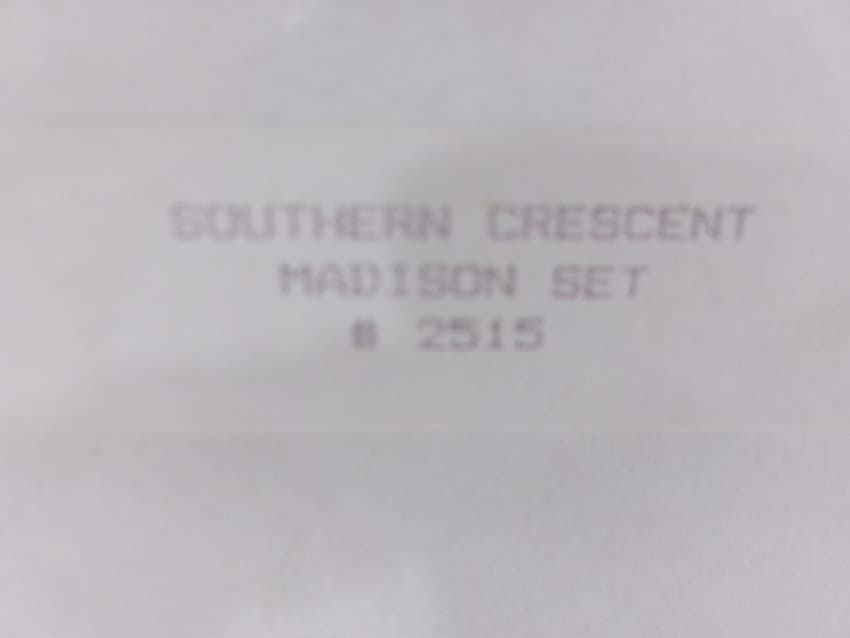 SOUTHERN CRESCENT
MADISON SET
# 2515